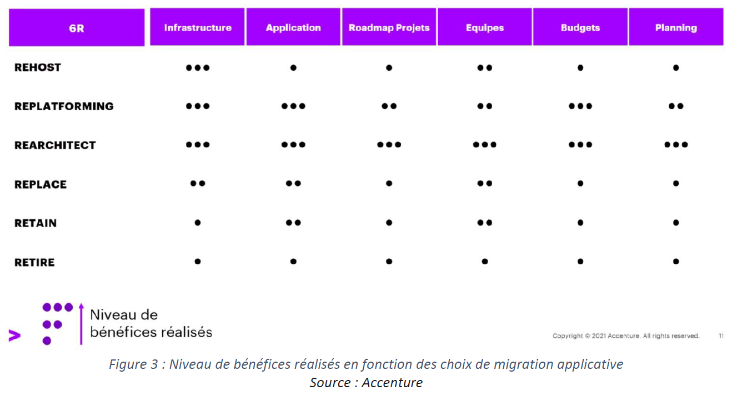 6R Infrastructure Application Roadmap Projets Equipes Budgets Planning
REHOST ●●● ● ● ●● ● ●
REPLATFORMING ●●● ●●● ●● ●● ●●● ●●
REARCHITECT ●●● ●●● ●●● ●●● ●●● ●●●
REPLACE ●● ●● ● ●● ● ●
RETAIN ● ●● ● ●● ● ●
RETIRE ● ● ● ● ● ●
Niveau de
bénéfices réalisés
>
Copyright © 2021 Accenture. All rights reserved. 11
Figure 3 : Niveau de bénéfices réalisés en fonction des choix de migration applicative
Source : Accenture